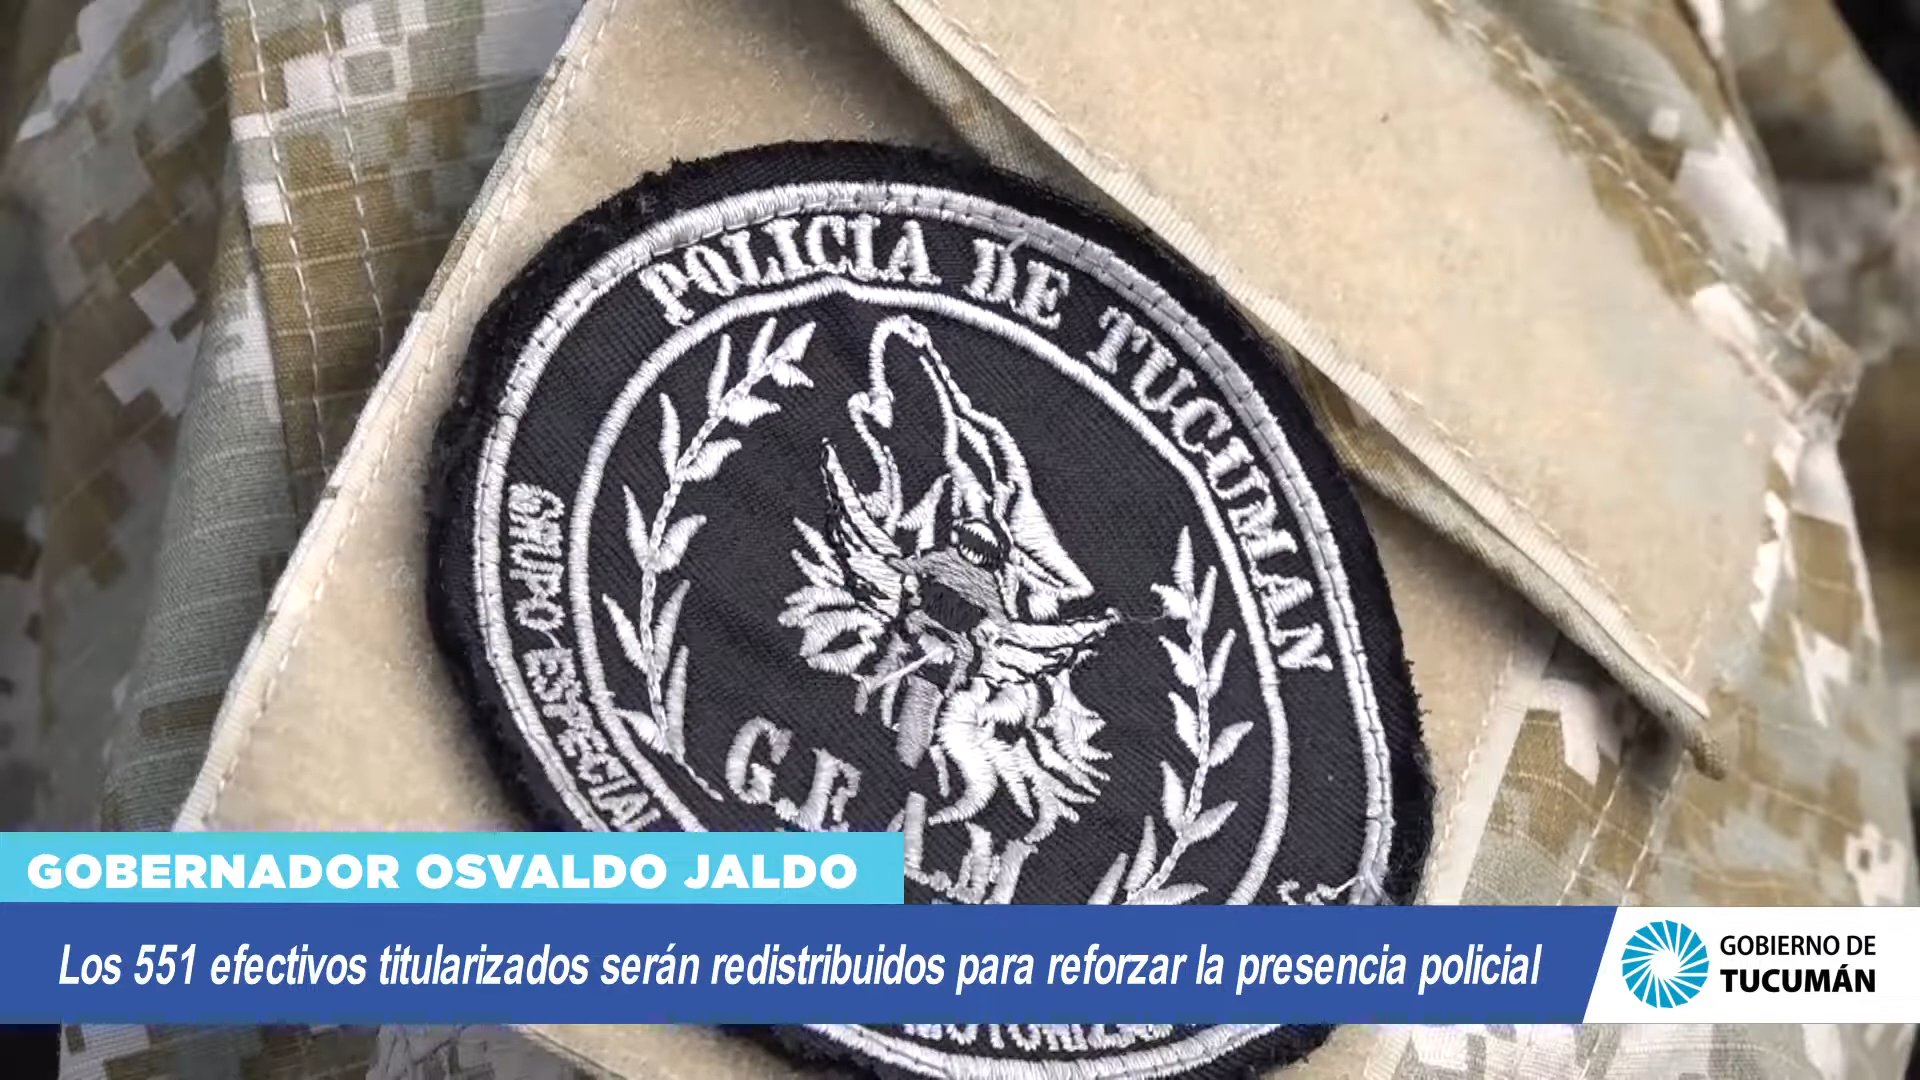 POLICIA DE TUCUMAN
GRUPO ESPECIAL
GOBERNADOR OSVALDO JALDO
Los 551 efectivos titularizados serán redistribuidos para reforzar la presencia policial
GOBIERNO DE
TUCUMÁN